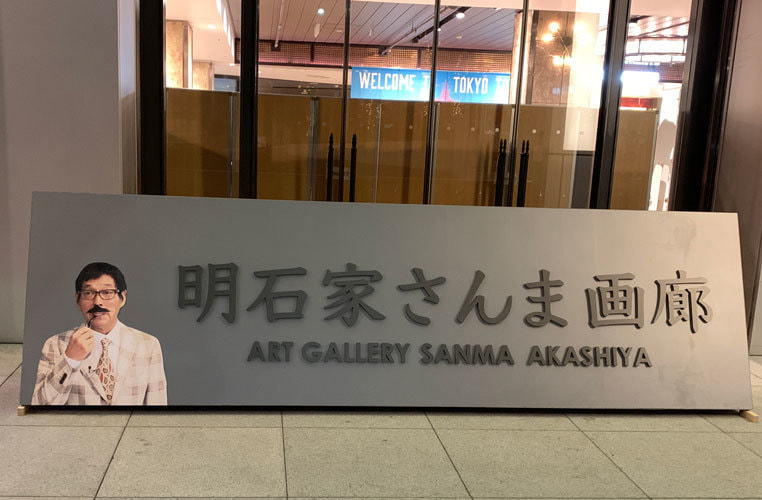 WELCOME T TOKYO T
明石家さんま画廊
ART GALLERY SANMA AKASHIYA